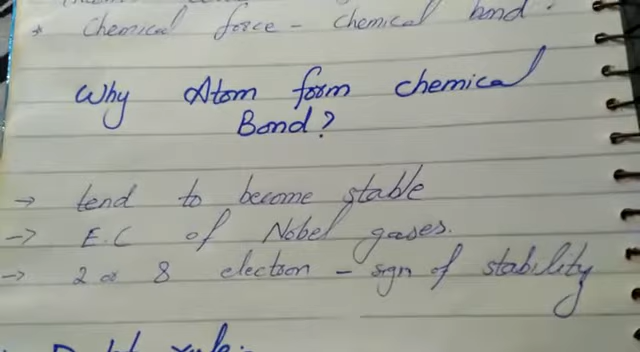 * Chemical force - chemical bond.
Why Atom form chemical
Bond?
→ tend to become stable
→ E.C of Nobel gases.
→ 2 or 8 electron - sign of stability
rule.